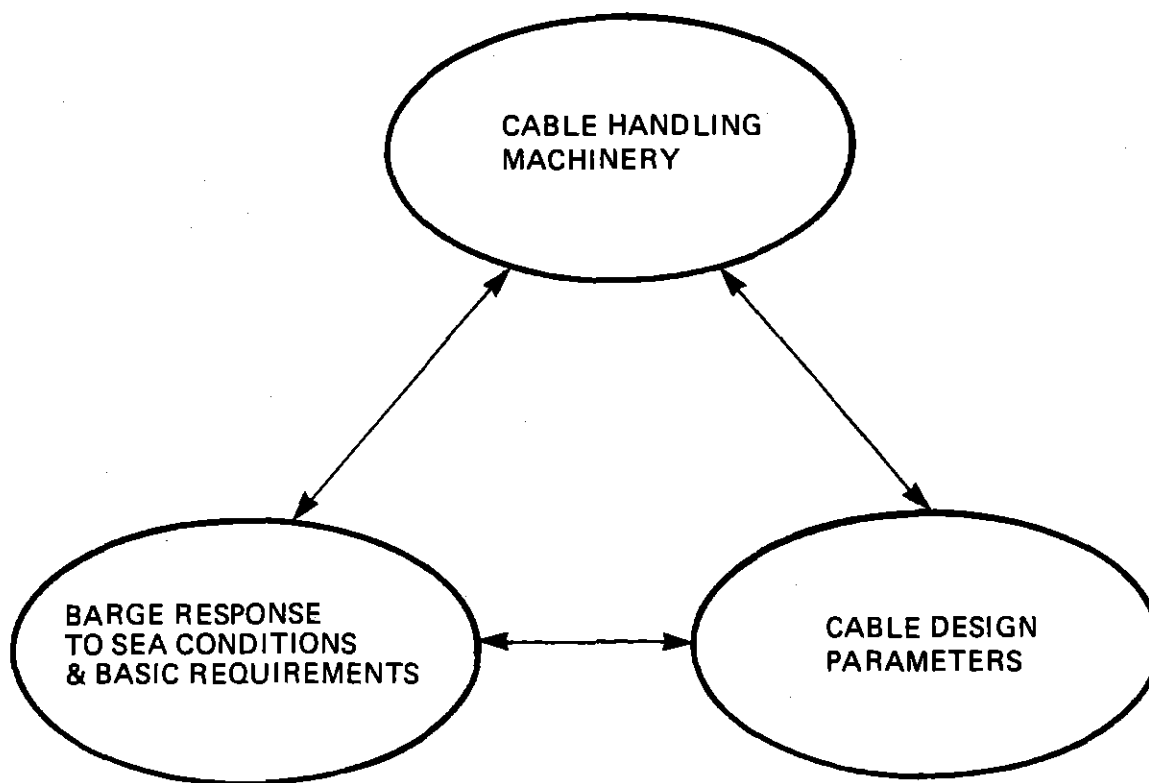 CABLE HANDLING
MACHINERY
BARGE RESPONSE
TO SEA CONDITIONS
& BASIC REQUIREMENTS
CABLE DESIGN
PARAMETERS